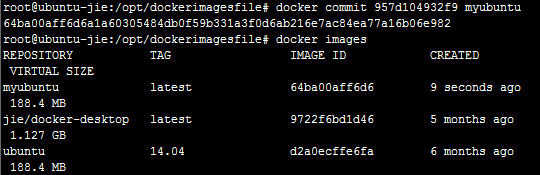 root@ubuntu-jie:/opt/dockerimagesfile# docker commit 957d104932f9 myubuntu
64ba00aff6d6a1a60305484db0f59b331a3f0d6ab216e7ac84ea77a16b06e982
root@ubuntu-jie:/opt/dockerimagesfile# docker images
REPOSITORY TAG IMAGE ID CREATED
VIRTUAL SIZE
myubuntu latest 64ba00aff6d6 9 seconds ago
188.4 MB
jie/docker-desktop latest 9722f6bd1d46 5 months ago
1.127 GB
ubuntu 14.04 d2a0ecffe6fa 6 months ago
188.4 MB